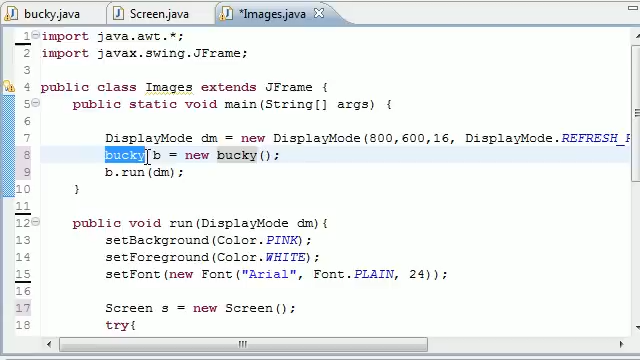 bucky.java Screen.java *Images.java
1 import java.awt.*;
2 import javax.swing.JFrame;
3
4 public class Images extends JFrame {
5 public static void main(String[] args) {
6
7 DisplayMode dm = new DisplayMode(800,600,16, DisplayMode.REFRESH_R
8 bucky b = new bucky();
9 b.run(dm);
10 }
11
12 public void run(DisplayMode dm){
13 setBackground(Color.PINK);
14 setForeground(Color.WHITE);
15 setFont(new Font("Arial", Font.PLAIN, 24));
16
17 Screen s = new Screen();
18 try{